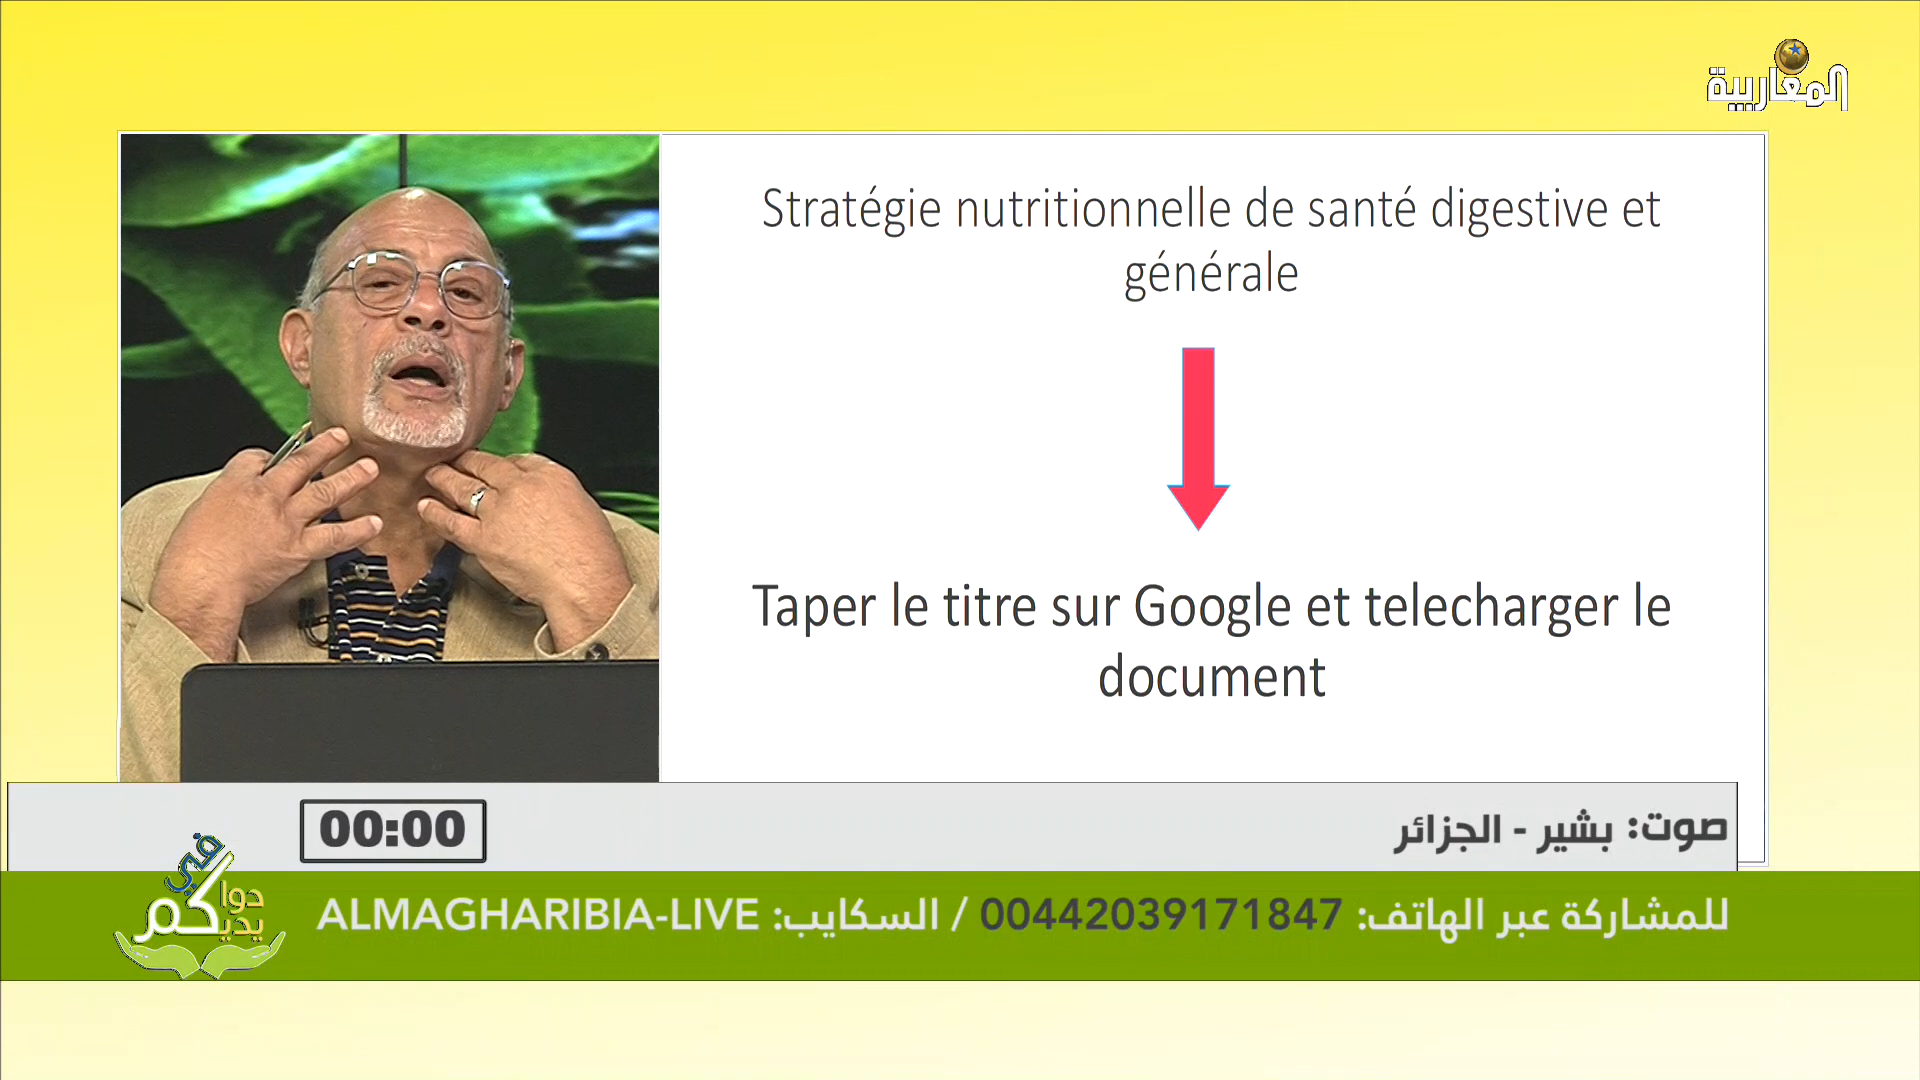 المغاربية
Stratégie nutritionnelle de santé digestive et
générale
Taper le titre sur Google et telecharger le
document
صوت: بشير - الجزائر
00:00
للمشاركة عبر الهاتف: 00442039171847 / السكايب: ALMAGHARIBIA-LIVE
في
يديكم
دوا